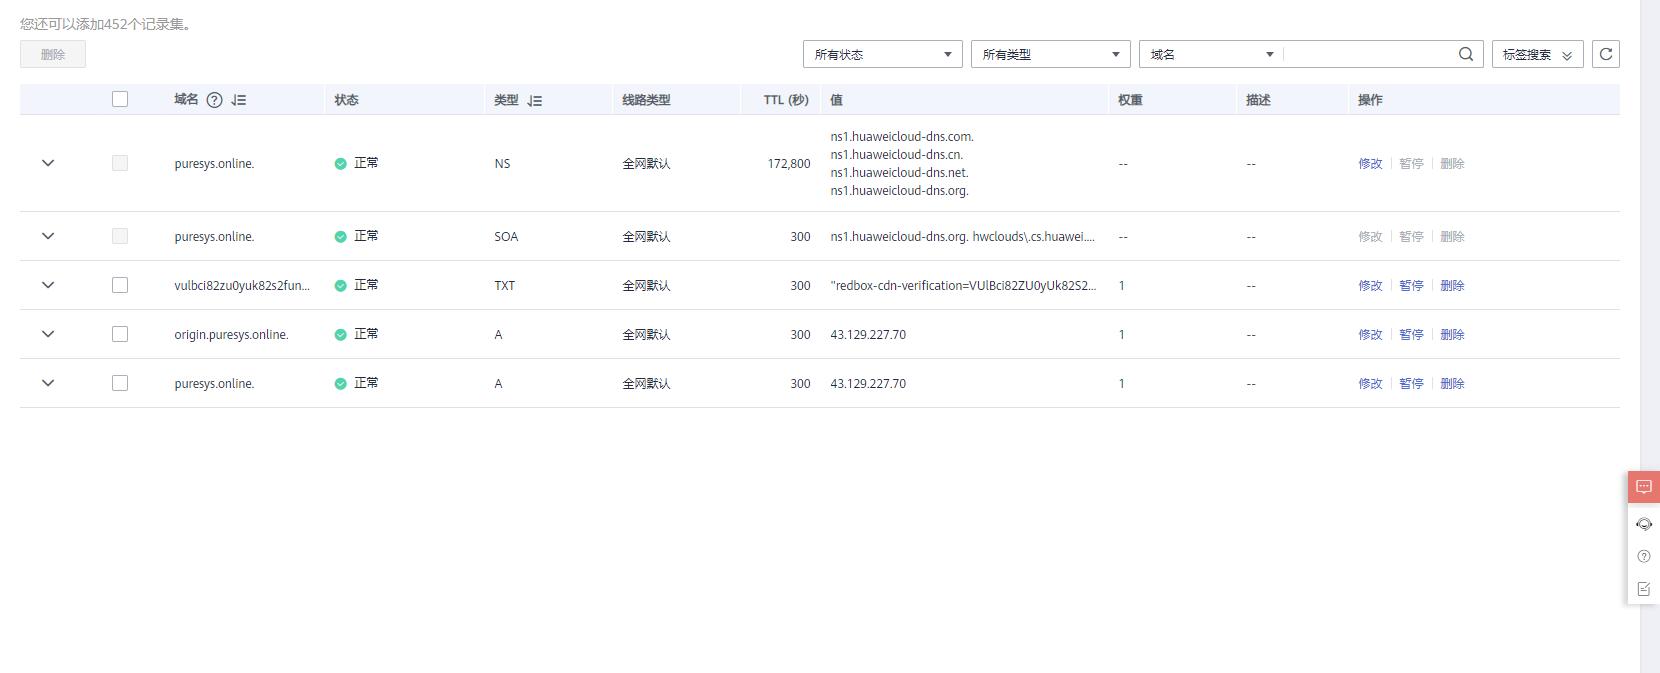 您还可以添加452个记录集。
删除
所有状态
所有类型
域名
标签搜索
域名 状态 类型 线路类型 TTL (秒) 值 权重 描述 操作
puresys.online. 正常 NS 全网默认 172,800 ns1.huaweicloud-dns.com.
ns1.huaweicloud-dns.cn.
ns1.huaweicloud-dns.net.
ns1.huaweicloud-dns.org. -- -- 修改 暂停 删除
puresys.online. 正常 SOA 全网默认 300 ns1.huaweicloud-dns.org. hwclouds\.cs.huawei.... -- -- 修改 暂停 删除
vulbci82zu0yuk82s2fun... 正常 TXT 全网默认 300 "redbox-cdn-verification=VUlBci82ZU0yUk82S2... 1 -- 修改 暂停 删除
origin.puresys.online. 正常 A 全网默认 300 43.129.227.70 1 -- 修改 暂停 删除
puresys.online. 正常 A 全网默认 300 43.129.227.70 1 -- 修改 暂停 删除